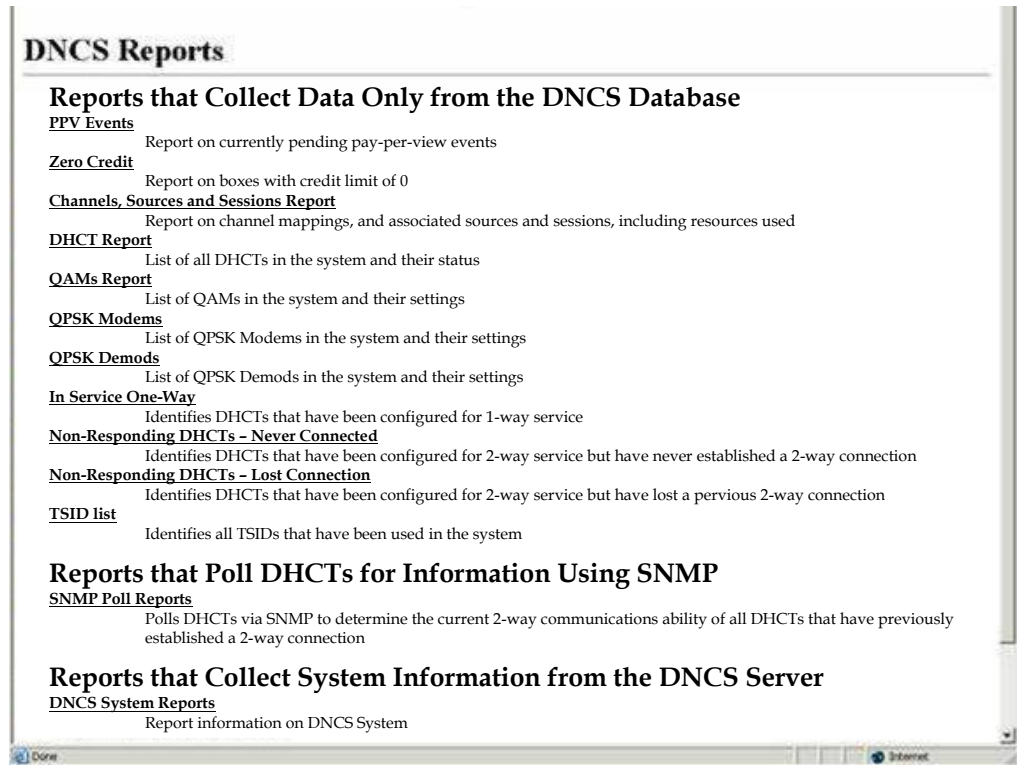 DNCS Reports
Reports that Collect Data Only from the DNCS Database
PPV Events
Report on currently pending pay-per-view events
Zero Credit
Report on boxes with credit limit of 0
Channels, Sources and Sessions Report
Report on channel mappings, and associated sources and sessions, including resources used
DHCT Report
List of all DHCTs in the system and their status
QAMs Report
List of QAMs in the system and their settings
QPSK Modems
List of QPSK Modems in the system and their settings
QPSK Demods
List of QPSK Demods in the system and their settings
In Service One-Way
Identifies DHCTs that have been configured for 1-way service
Non-Responding DHCTs – Never Connected
Identifies DHCTs that have been configured for 2-way service but have never established a 2-way connection
Non-Responding DHCTs – Lost Connection
Identifies DHCTs that have been configured for 2-way service but have lost a pervious 2-way connection
TSID list
Identifies all TSIDs that have been used in the system
Reports that Poll DHCTs for Information Using SNMP
SNMP Poll Reports
Polls DHCTs via SNMP to determine the current 2-way communications ability of all DHCTs that have previously
established a 2-way connection
Reports that Collect System Information from the DNCS Server
DNCS System Reports
Report information on DNCS System
Done
Internet